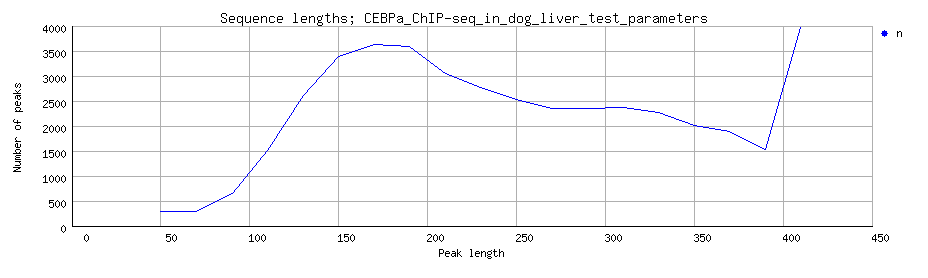 Sequence lengths; CEBPa_ChIP-seq_in_dog_liver_test_parameters
n
Number of peaks
4000
3500
3000
2500
2000
1500
1000
500
0
0 50 100 150 200 250 300 350 400 450
Peak length